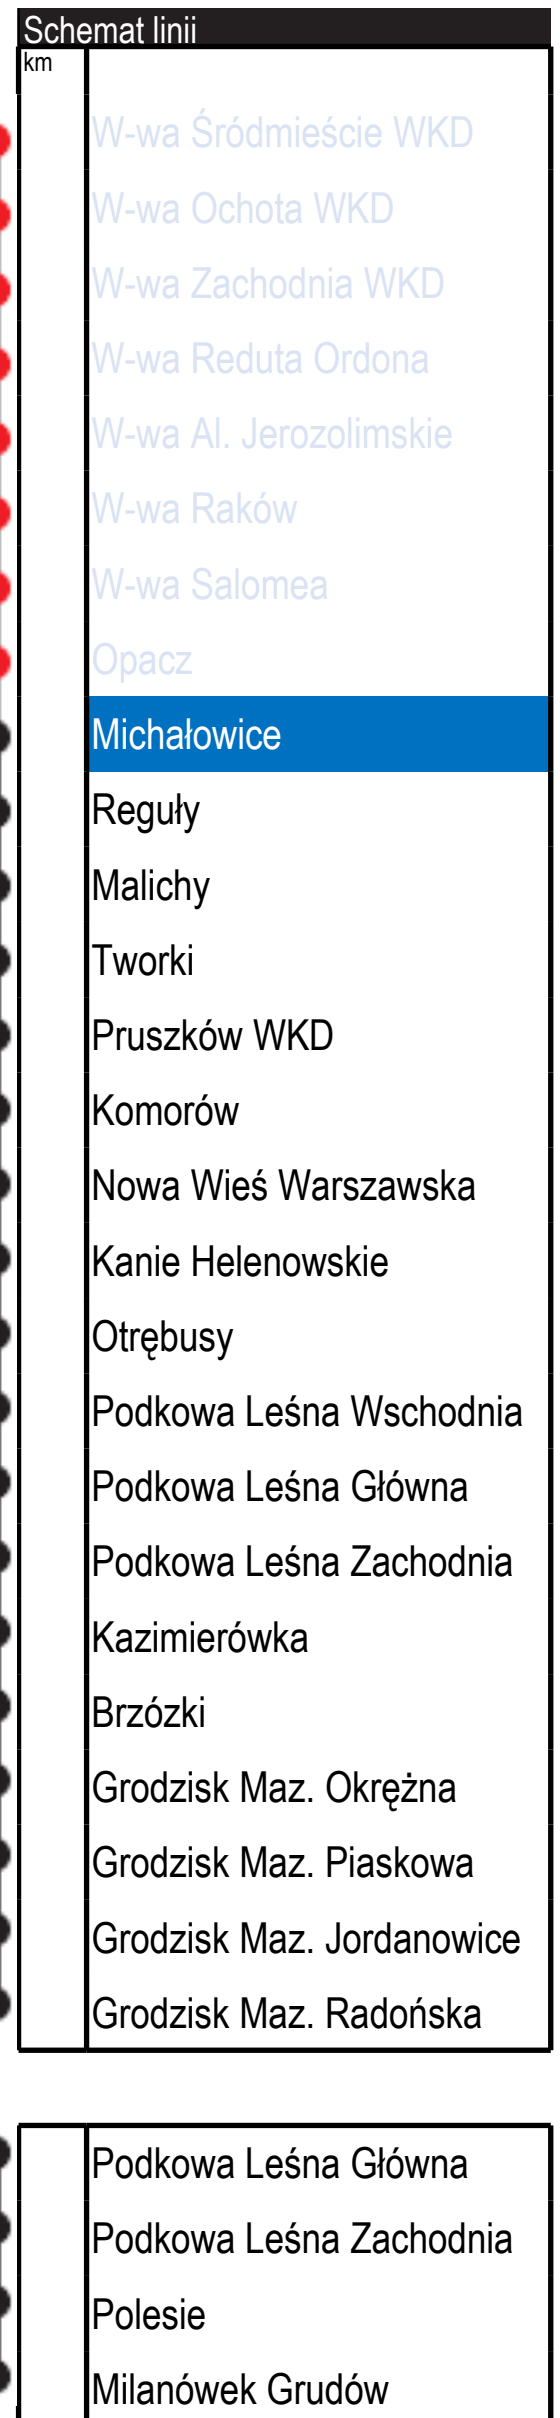 Schemat linii
km
W-wa Śródmieście WKD
W-wa Ochota WKD
W-wa Zachodnia WKD
W-wa Reduta Ordona
W-wa Al. Jerozolimskie
W-wa Raków
W-wa Salomea
Opacz
Michałowice
Reguły
Malichy
Tworki
Pruszków WKD
Komorów
Nowa Wieś Warszawska
Kanie Helenowskie
Otrębusy
Podkowa Leśna Wschodnia
Podkowa Leśna Główna
Podkowa Leśna Zachodnia
Kazimierówka
Brzózki
Grodzisk Maz. Okrężna
Grodzisk Maz. Piaskowa
Grodzisk Maz. Jordanowice
Grodzisk Maz. Radońska
Podkowa Leśna Główna
Podkowa Leśna Zachodnia
Polesie
Milanówek Grudów